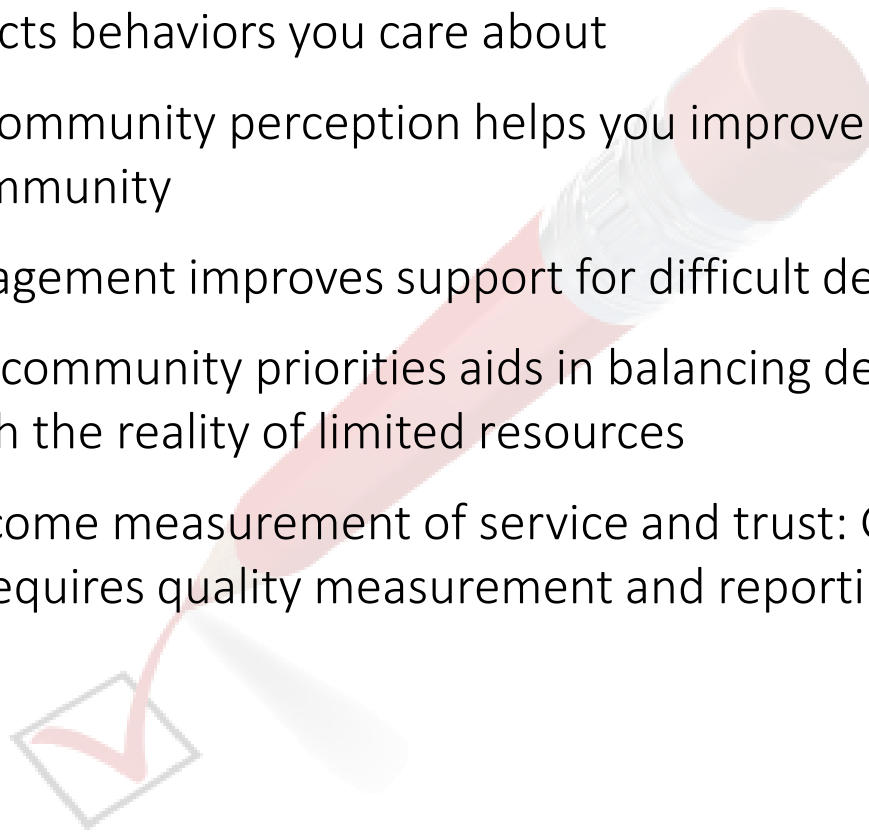 cts behaviors you care about
ommunity perception helps you improve
mmunity
agement improves support for difficult de
community priorities aids in balancing de
h the reality of limited resources
come measurement of service and trust:
equires quality measurement and reporti